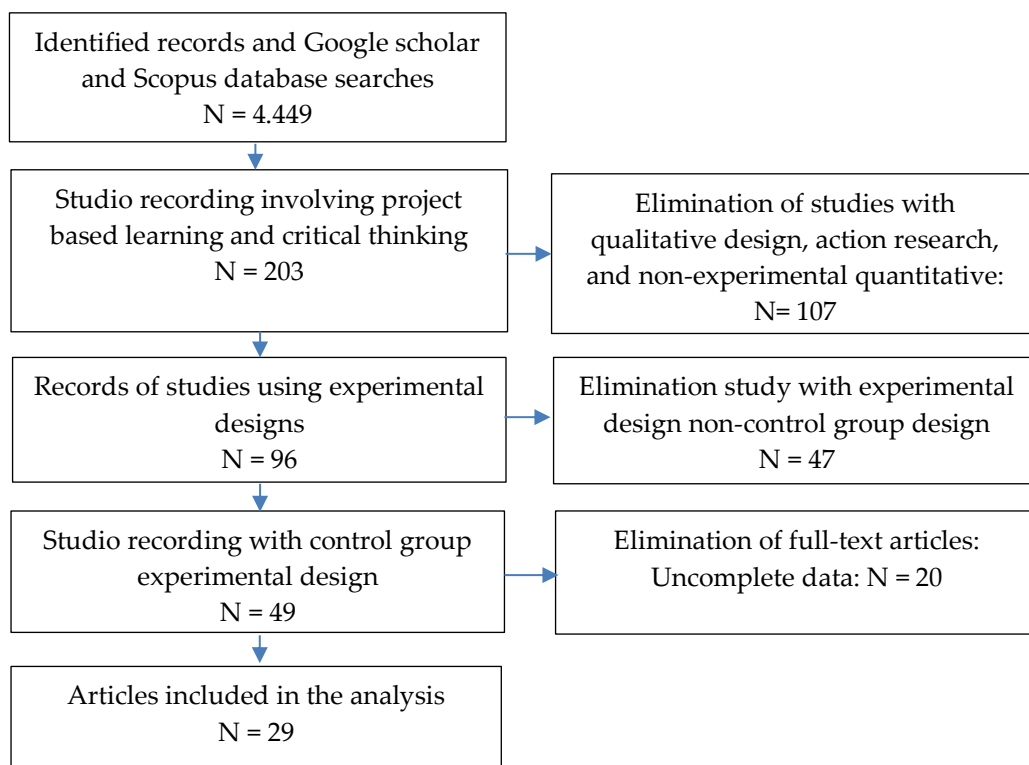 Identified records and Google scholar
and Scopus database searches
N = 4.449
Studio recording involving project
based learning and critical thinking
N = 203
Elimination of studies with
qualitative design, action research,
and non-experimental quantitative:
N= 107
Records of studies using experimental
designs
N = 96
Elimination study with experimental
design non-control group design
N = 47
Studio recording with control group
experimental design
N = 49
Elimination of full-text articles:
Uncomplete data: N = 20
Articles included in the analysis
N = 29